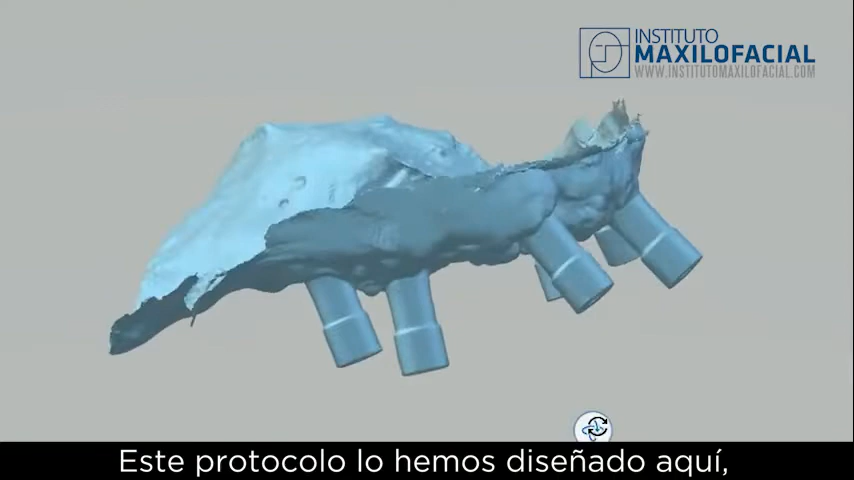 INSTITUTO
MAXILOFACIAL
WWW.INSTITUTOMAXILOFACIAL.COM
Este protocolo lo hemos diseñado aquí,